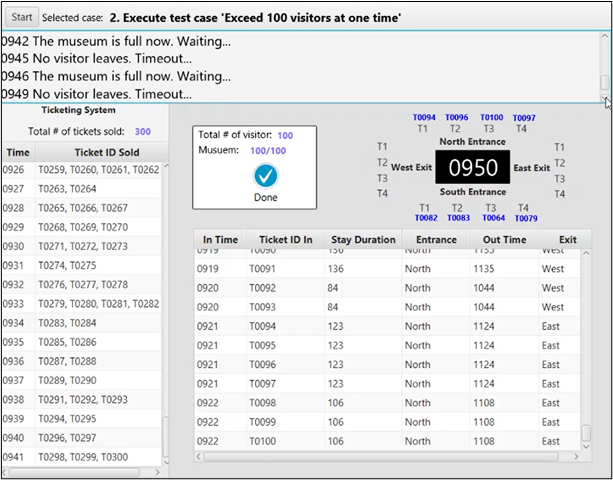 Start Selected case: 2. Execute test case 'Exceed 100 visitors at one time'
0942 The museum is full now. Waiting...
0945 No visitor leaves. Timeout...
0946 The museum is full now. Waiting...
0949 No visitor leaves. Timeout...
Ticketing System
Total # of tickets sold: 300
Time Ticket ID Sold
0926 T0259, T0260, T0261, T0262
0927 T0263, T0264
0928 T0265, T0266, T0267
0929 T0268, T0269, T0270
0930 T0271, T0272, T0273
0931 T0274, T0275
0932 T0276, T0277, T0278
0933 T0279, T0280, T0281, T0282
0934 T0283, T0284
0935 T0285, T0286
0936 T0287, T0288
0937 T0289, T0290
0938 T0291, T0292, T0293
0939 T0294, T0295
0940 T0296, T0297
0941 T0298, T0299, T0300
Total # of visitor: 100
Musuem: 100/100
Done
T0094 T0096 T0100 T0097
T1 T2 T3 T4
North Entrance
T1
T2
T3
T4
West Exit
0950
East Exit
T1
T2
T3
T4
South Entrance
T1 T2 T3 T4
T0082 T0083 T0064 T0079
In Time Ticket ID In Stay Duration Entrance Out Time Exit
0919 T0090 136 North 1135 West
0919 T0091 136 North 1135 West
0920 T0092 84 North 1044 West
0920 T0093 84 North 1044 West
0921 T0094 123 North 1124 East
0921 T0095 123 North 1124 East
0921 T0096 123 North 1124 East
0921 T0097 123 North 1124 East
0922 T0098 106 North 1108 East
0922 T0099 106 North 1108 East
0922 T0100 106 North 1108 East